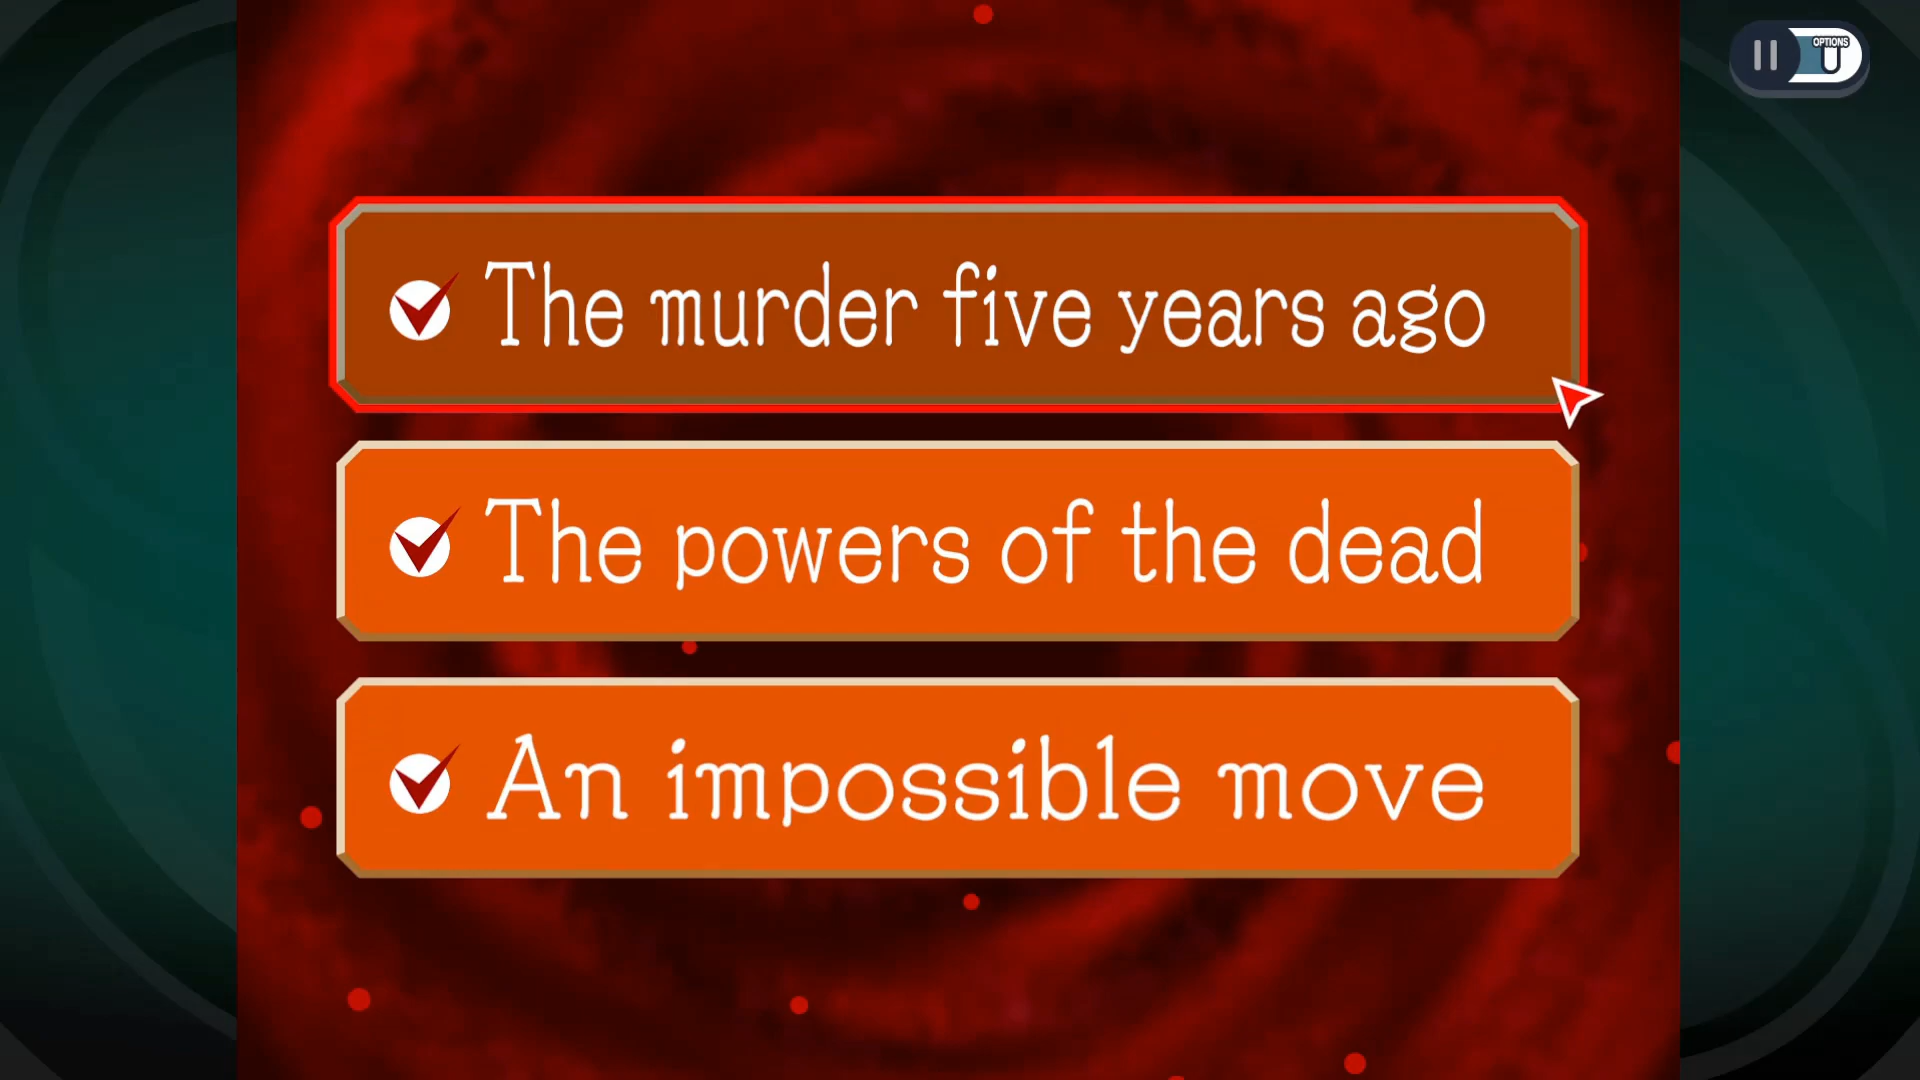 OPTIONS
The murder five years ago
The powers of the dead
An impossible move